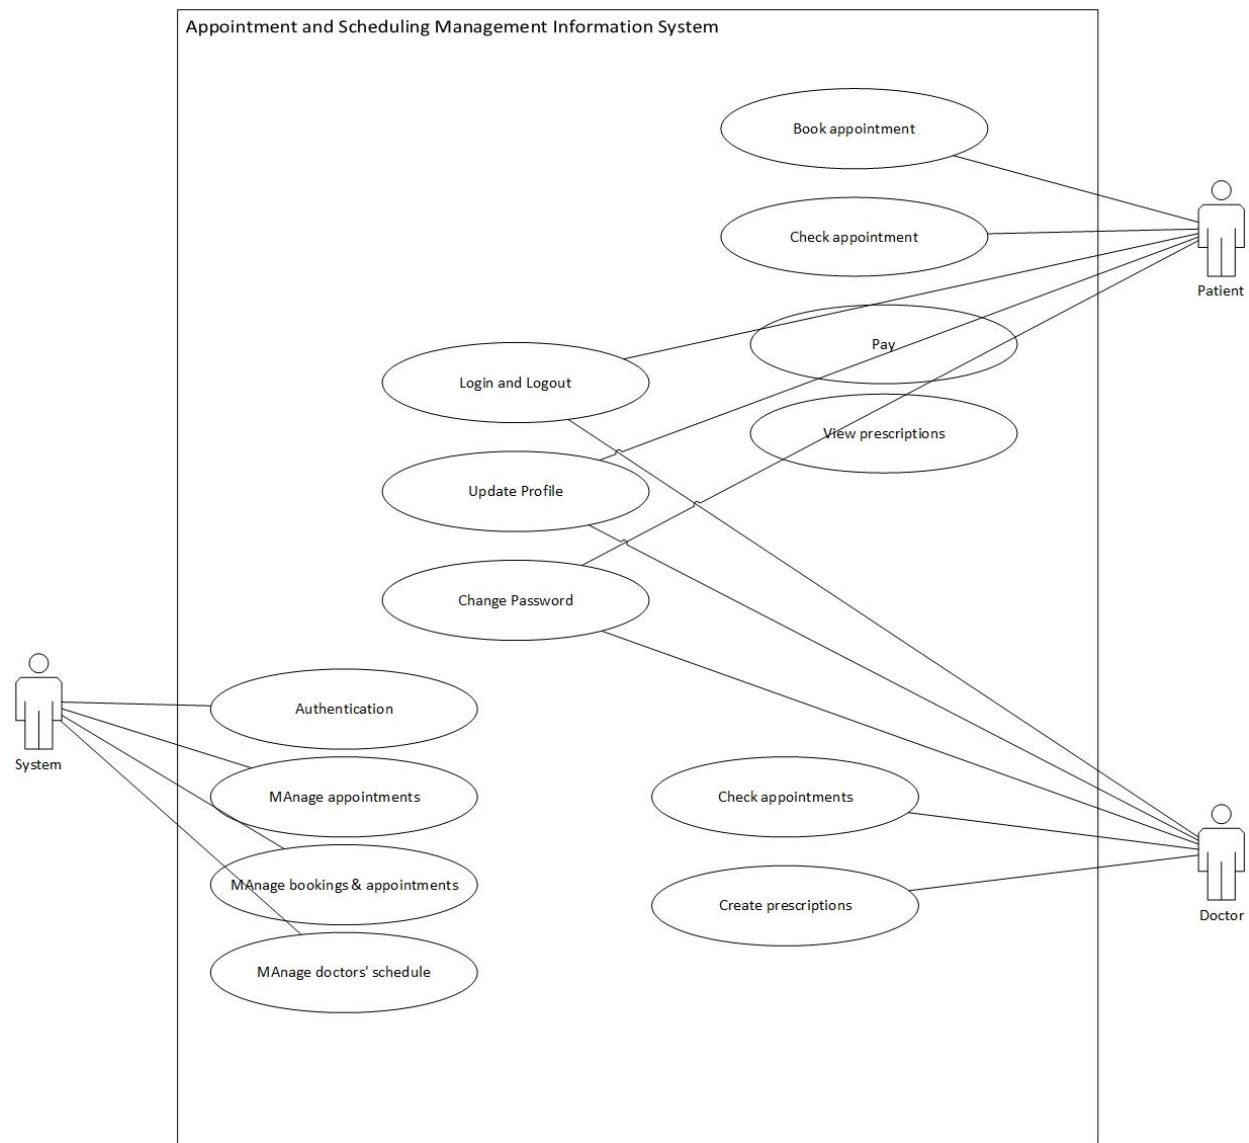 Appointment and Scheduling Management Information System
Book appointment
Check appointment
Patient
Pay
Login and Logout
View prescriptions
Update Profile
Change Password
Authentication
System
MAnage appointments
Check appointments
MAnage bookings & appointments
Create prescriptions
Doctor
MAnage doctors' schedule